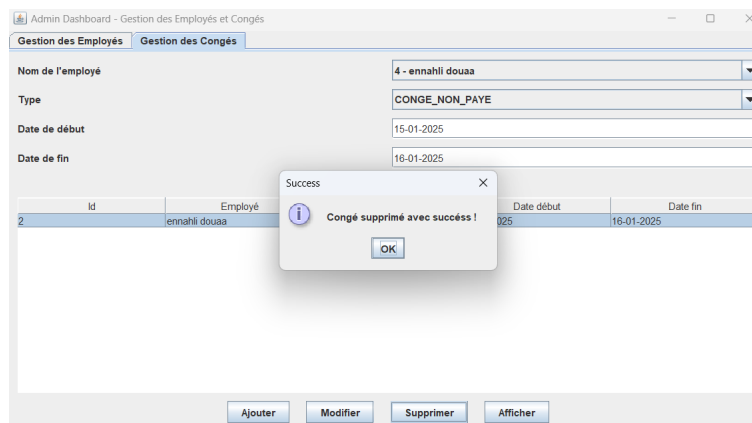 Admin Dashboard - Gestion des Employés et Congés
Gestion des Employés Gestion des Congés
Nom de l'employé 4 - ennahli douaa
Type CONGE_NON_PAYE
Date de début 15-01-2025
Date de fin 16-01-2025
Success
Id Employé Date début Date fin
2 ennahli douaa 025 16-01-2025
Congé supprimé avec succéss !
OK
Ajouter Modifier Supprimer Afficher